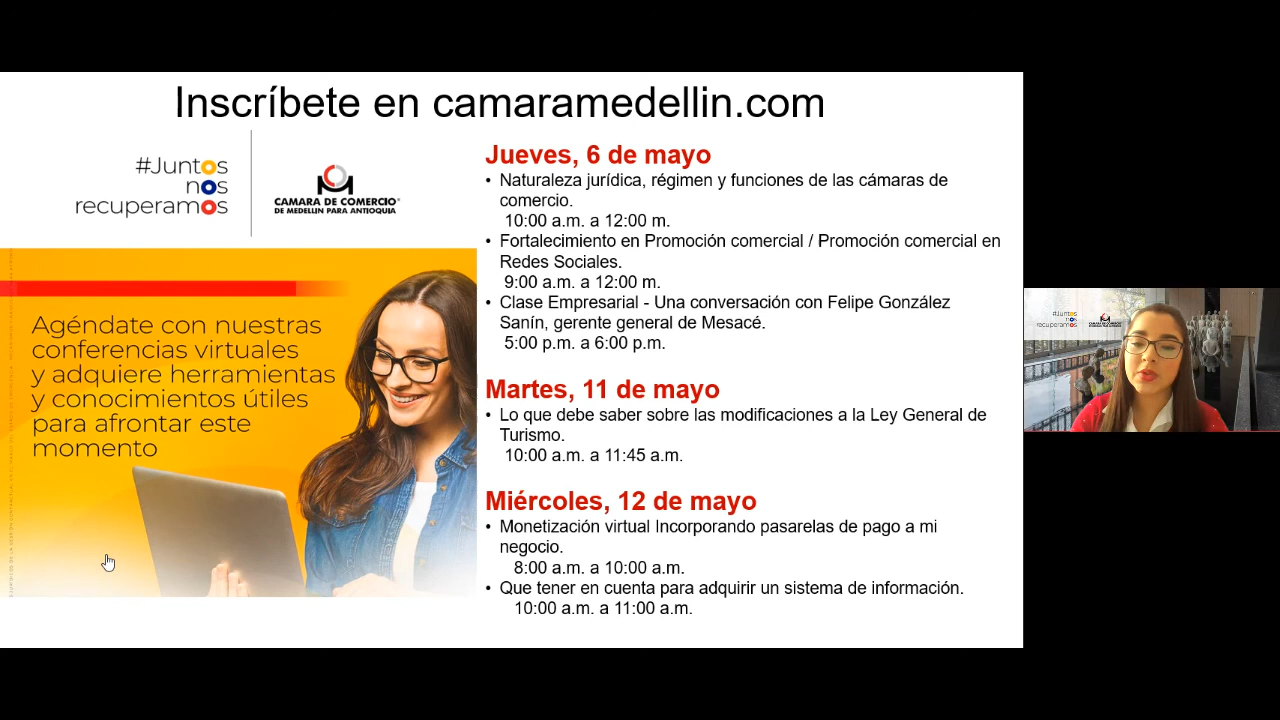 Inscríbete en camaramedellin.com
#Juntos
nos
recuperamos
CAMARA DE COMERCIO®
DE MEDELLIN PARA ANTIOQUIA
Agéndate con nuestras
conferencias virtuales
y adquiere herramientas
y conocimientos útiles
para afrontar este
momento
Jueves, 6 de mayo
• Naturaleza jurídica, régimen y funciones de las cámaras de
comercio.
10:00 a.m. a 12:00 m.
• Fortalecimiento en Promoción comercial / Promoción comercial en
Redes Sociales.
9:00 a.m. a 12:00 m.
• Clase Empresarial - Una conversación con Felipe González
Sanín, gerente general de Mesacé.
5:00 p.m. a 6:00 p.m.
Martes, 11 de mayo
• Lo que debe saber sobre las modificaciones a la Ley General de
Turismo.
10:00 a.m. a 11:45 a.m.
Miércoles, 12 de mayo
• Monetización virtual Incorporando pasarelas de pago a mi
negocio.
8:00 a.m. a 10:00 a.m.
• Que tener en cuenta para adquirir un sistema de información.
10:00 a.m. a 11:00 a.m.
#Juntos
nos
recuperamos
CAMARA DE COMERCIO